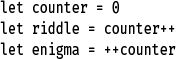 let counter = 0
let riddle = counter++
let enigma = ++counter